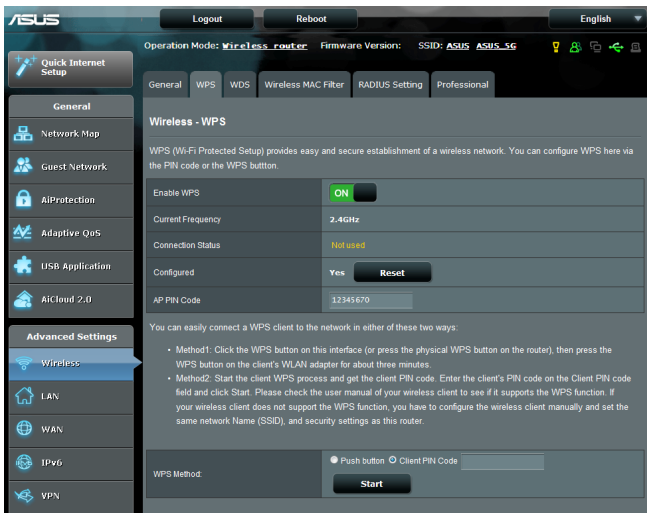 ASUS
Logout
Reboot
English
Operation Mode: Wireless router Firmware Version: SSID: ASUS ASUS_5G
Quick Internet
Setup
General
Network Map
Guest Network
AiProtection
Adaptive QoS
USB Application
AiCloud 2.0
Advanced Settings
Wireless
LAN
WAN
IPv6
VPN
General WPS WDS Wireless MAC Filter RADIUS Setting Professional
Wireless - WPS
WPS (Wi-Fi Protected Setup) provides easy and secure establishment of a wireless network. You can configure WPS here via
the PIN code or the WPS buttton.
Enable WPS ON
Current Frequency 2.4GHz
Connection Status Not used
Configured Yes Reset
AP PIN Code 12345670
You can easily connect a WPS client to the network in either of these two ways:
• Method1: Click the WPS button on this interface (or press the physical WPS button on the router), then press the
WPS button on the client's WLAN adapter for about three minutes.
• Method2: Start the client WPS process and get the client PIN code. Enter the client's PIN code on the Client PIN code
field and click Start. Please check the user manual of your wireless client to see if it supports the WPS function. If
your wireless client does not support the WPS function, you have to configure the wireless client manually and set the
same network Name (SSID), and security settings as this router.
WPS Method: Push button Client PIN Code
Start